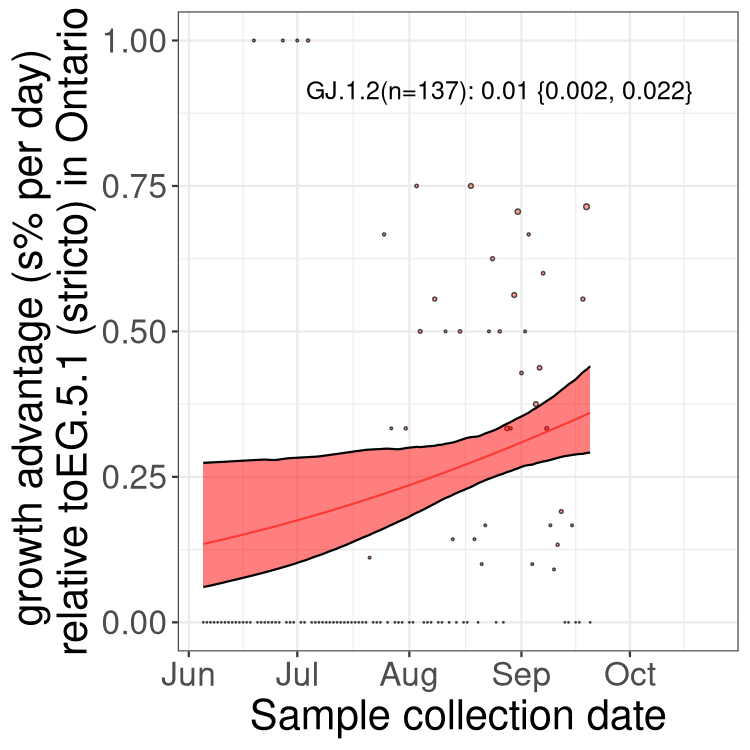 growth advantage (s% per day)
relative toEG.5.1 (stricto) in Ontario
1.00
0.75
0.50
0.25
0.00
GJ.1.2(n=137): 0.01 {0.002, 0.022}
Jun Jul Aug Sep Oct
Sample collection date